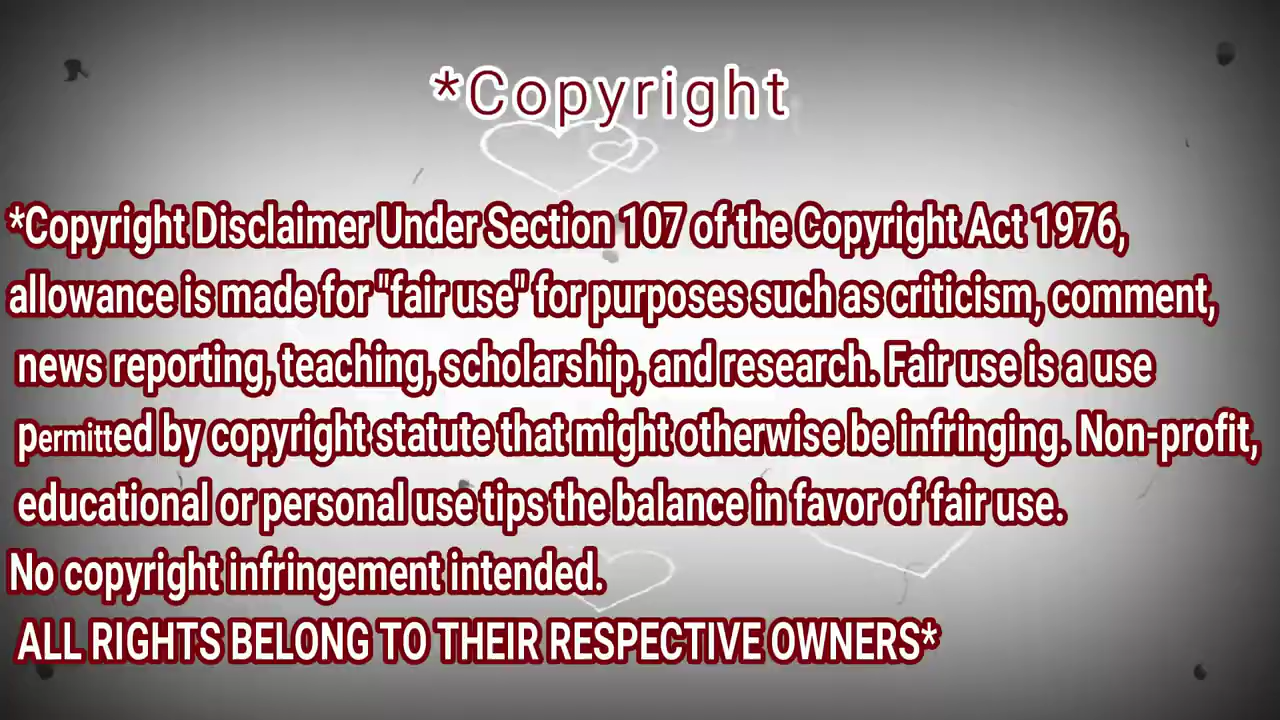 *Copyright
*Copyright Disclaimer Under Section 107 of the Copyright Act 1976,
allowance is made for "fair use" for purposes such as criticism, comment,
news reporting, teaching, scholarship, and research. Fair use is a use
permitted by copyright statute that might otherwise be infringing. Non-profit,
educational or personal use tips the balance in favor of fair use.
No copyright infringement intended.
ALL RIGHTS BELONG TO THEIR RESPECTIVE OWNERS*